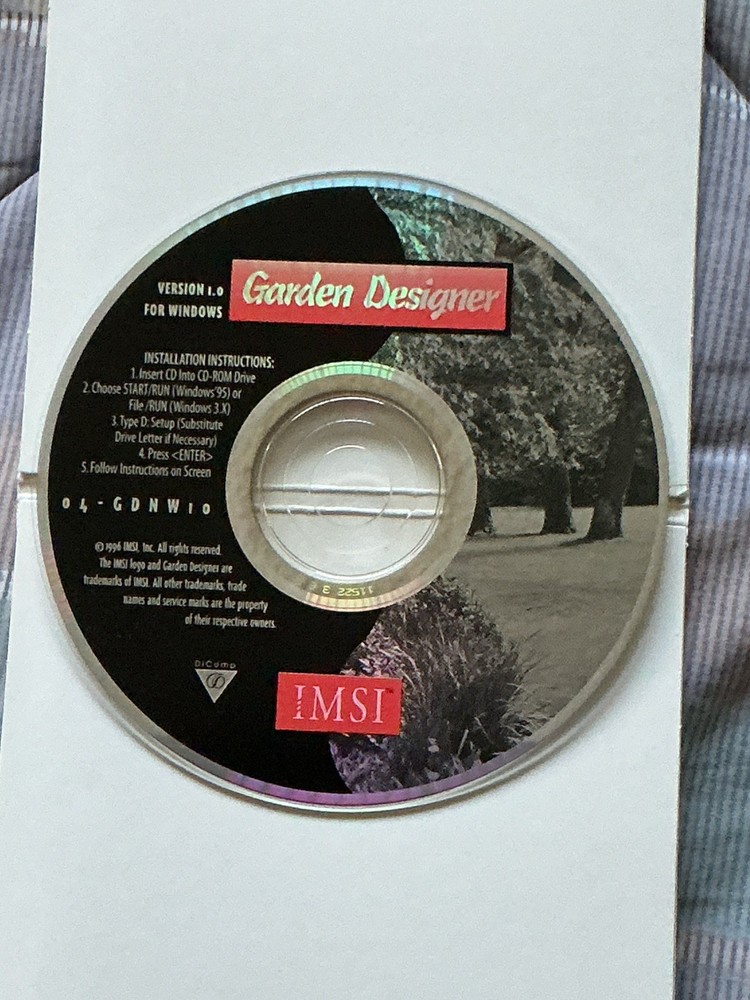 Garden Designer
VERSION 1.0
FOR WINDOWS
INSTALLATION INSTRUCTIONS:
1. Insert CD Into CD-ROM Drive
2. Choose START/RUN (Windows'95) or
File/RUN (Windows 3.X)
3. Type D: Setup (Substitute
Drive Letter if Necessary)
4. Press <ENTER>
5. Follow Instructions on Screen
04-GDNW10
©1996 IMSI, Inc. All rights reserved.
The IMSI logo and Garden Designer are
trademarks of IMSI. All other trademarks, trade
names and service marks are the property
of their respective owners.
11522 3
DiComp
IMSI™